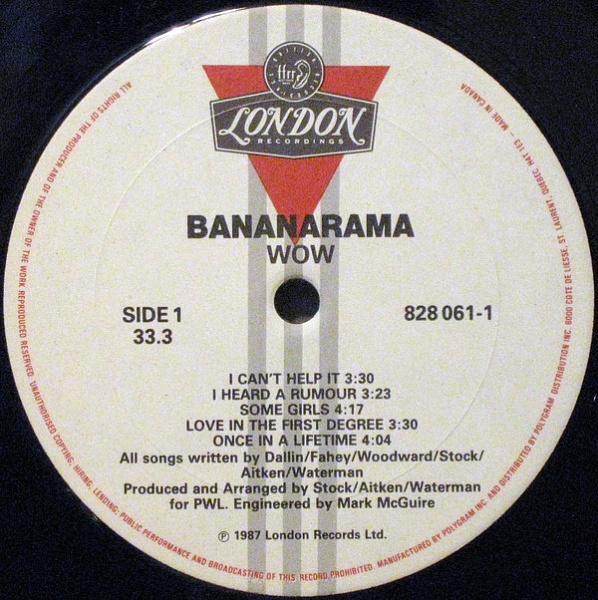 ffrr
LONDON
RECORDINGS
BANANARAMA
WOW
SIDE 1
33.3
828 061-1
I CAN'T HELP IT 3:30
I HEARD A RUMOUR 3:23
SOME GIRLS 4:17
LOVE IN THE FIRST DEGREE 3:30
ONCE IN A LIFETIME 4:04
All songs written by Dallin/Fahey/Woodward/Stock/
Aitken/Waterman
Produced and Arranged by Stock/Aitken/Waterman
for PWL. Engineered by Mark McGuire
℗ 1987 London Records Ltd.
ALL RIGHTS OF THE PRODUCER AND OF THE OWNER OF THE WORK REPRODUCED RESERVED. UNAUTHORISED COPYING, HIRING, LENDING, PUBLIC PERFORMANCE AND BROADCASTING OF THIS RECORD PROHIBITED. MANUFACTURED BY POLYGRAM INC. AND DISTRIBUTED BY POLYGRAM DISTRIBUTION INC. 6000 COTE DE LIESSE, ST. LAURENT, QUEBEC H4T 1E3 – MADE IN CANADA